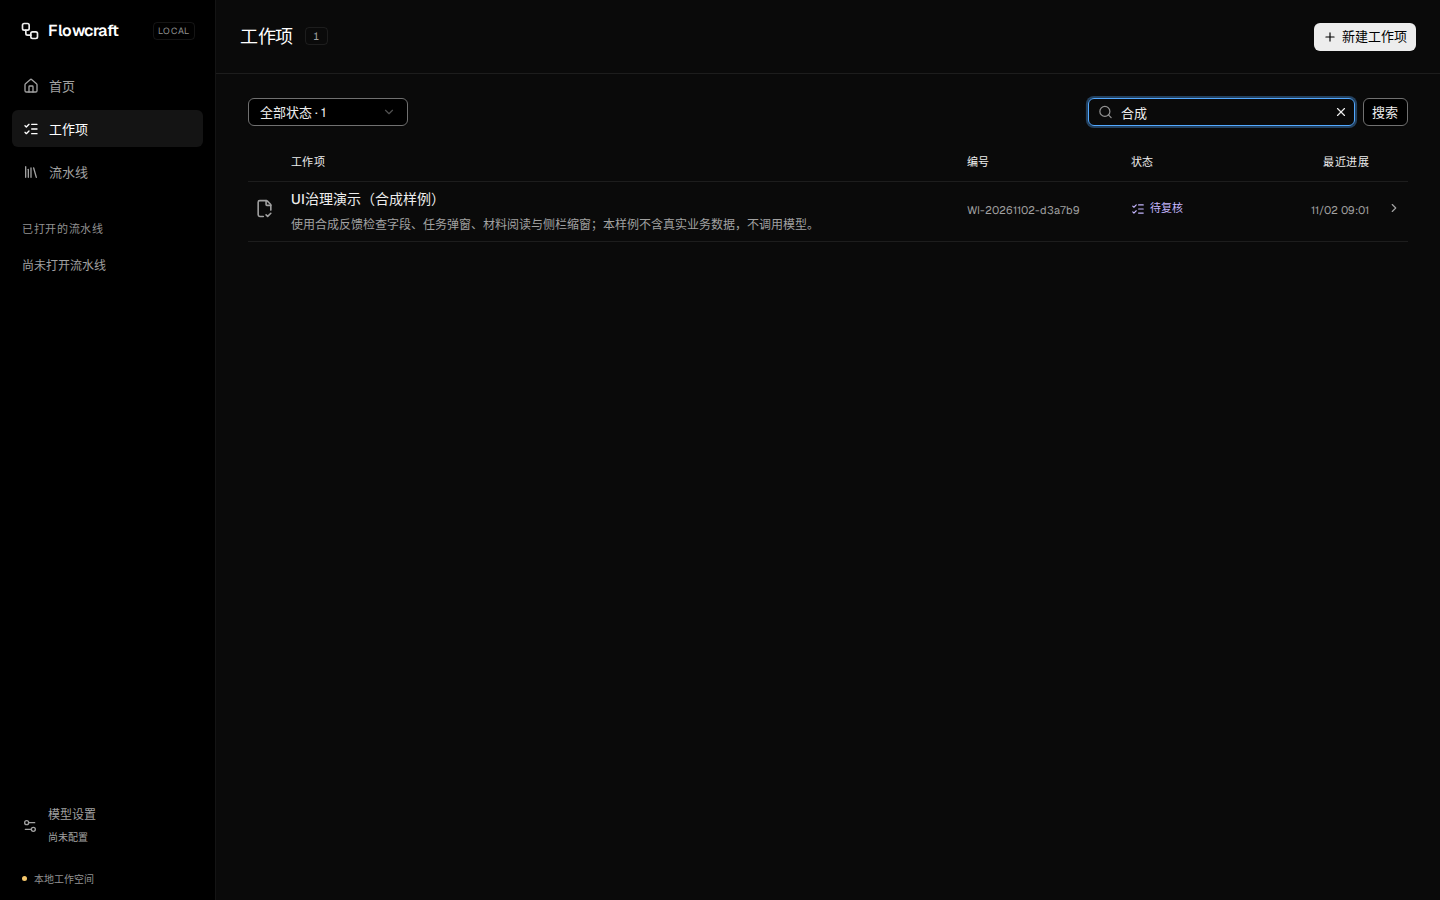 Flowcraft
LOCAL
首页
工作项
流水线
已打开的流水线
尚未打开流水线
模型设置
尚未配置
本地工作空间
工作项
1
新建工作项
全部状态 · 1
合成
搜索
工作项
编号
状态
最近进展
UI治理演示（合成样例）
使用合成反馈检查字段、任务弹窗、材料阅读与侧栏缩窗；本样例不含真实业务数据，不调用模型。
WI-20261102-d3a7b9
待复核
11/02 09:01